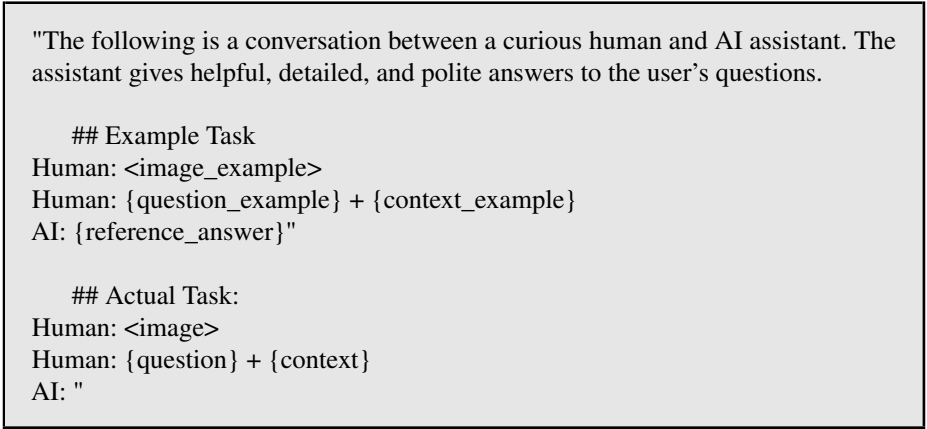 "The following is a conversation between a curious human and AI assistant. The
assistant gives helpful, detailed, and polite answers to the user's questions.
## Example Task
Human: <image_example>
Human: {question_example} + {context_example}
AI: {reference_answer}"
## Actual Task:
Human: <image>
Human: {question} + {context}
AI: "